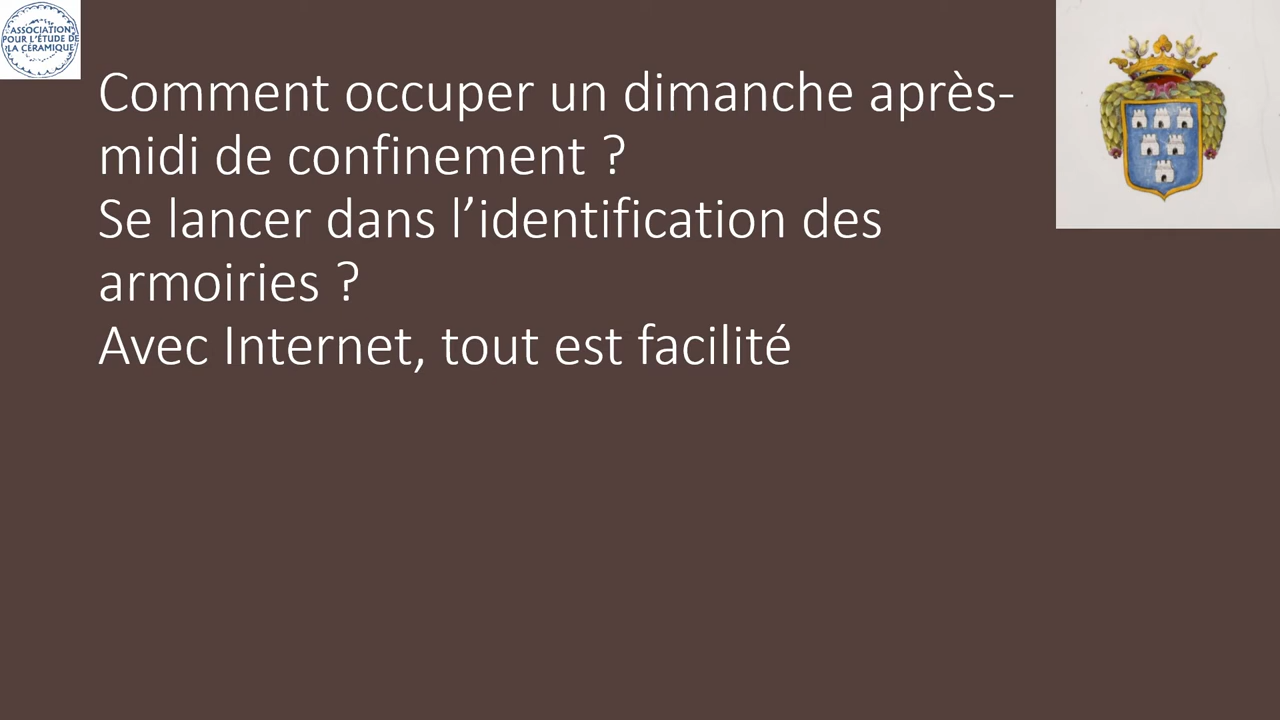 ASSOCIATION
POUR L'ÉTUDE DE
LA CÉRAMIQUE
Comment occuper un dimanche après-
midi de confinement ?
Se lancer dans l’identification des
armoiries ?
Avec Internet, tout est facilité